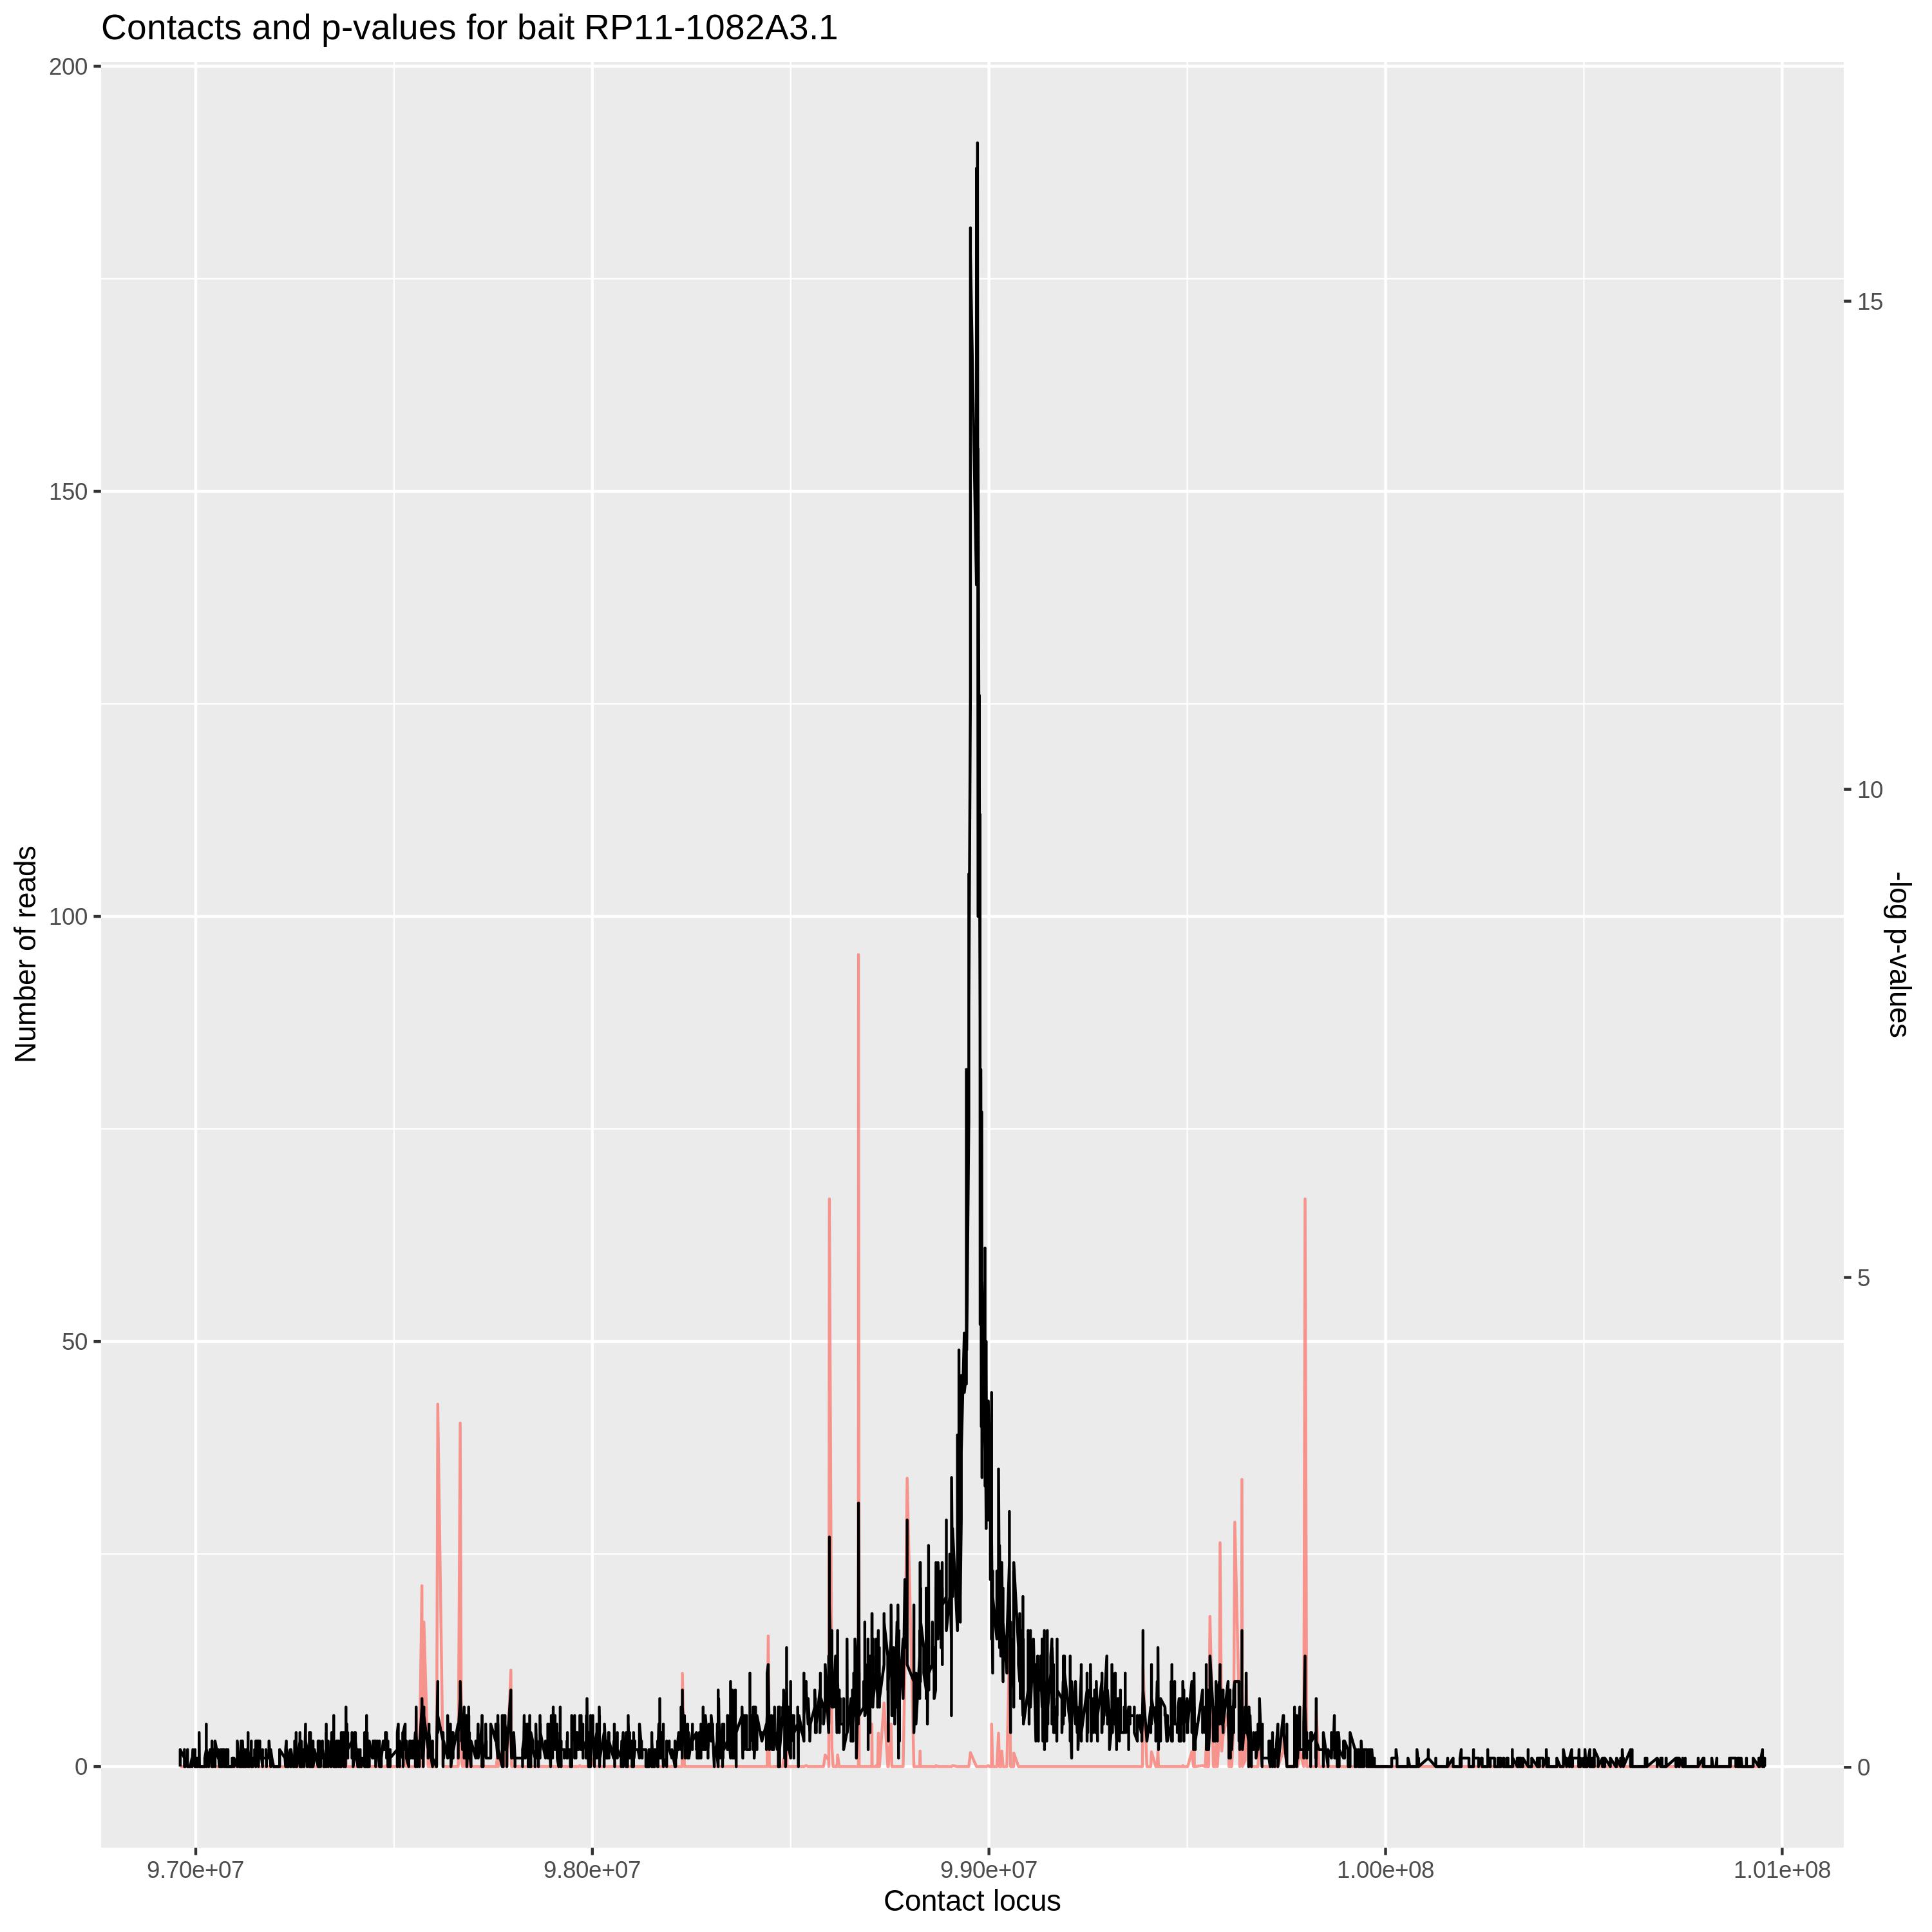 Contacts and p-values for bait RP11-1082A3.1
200
150
100
50
0
Number of reads
15
10
5
0
-log p-values
9.70e+07
9.80e+07
9.90e+07
1.00e+08
1.01e+08
Contact locus